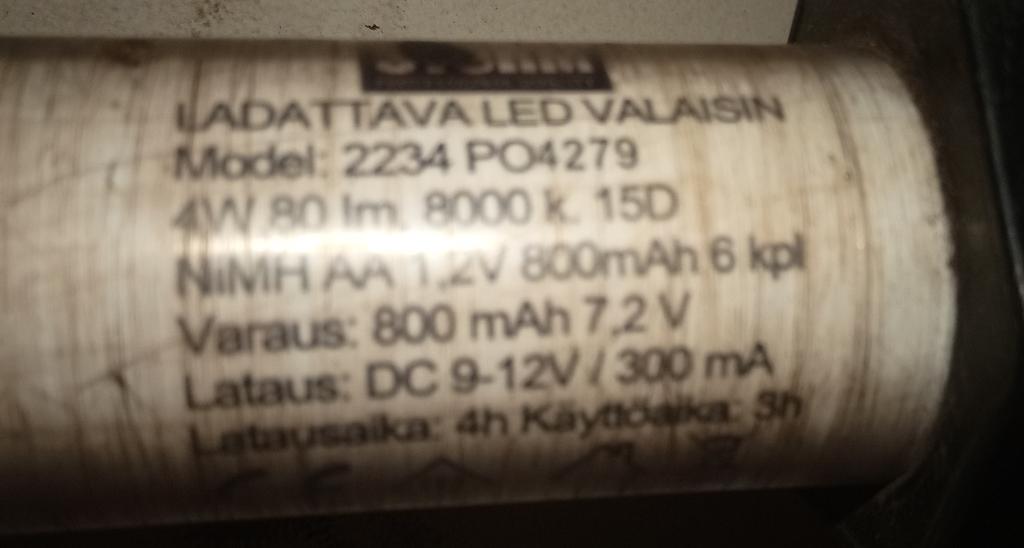 LADATTAVA LED VALAISIN
Model: 2234 PO4279
4W 80 lm. 8000 k. 15D
NiMH AA 1,2V 800mAh 6 kpl
Varaus: 800 mAh 7,2 V
Lataus: DC 9-12V / 300 mA
Latausaika: 4h Käyttöaika: 3h